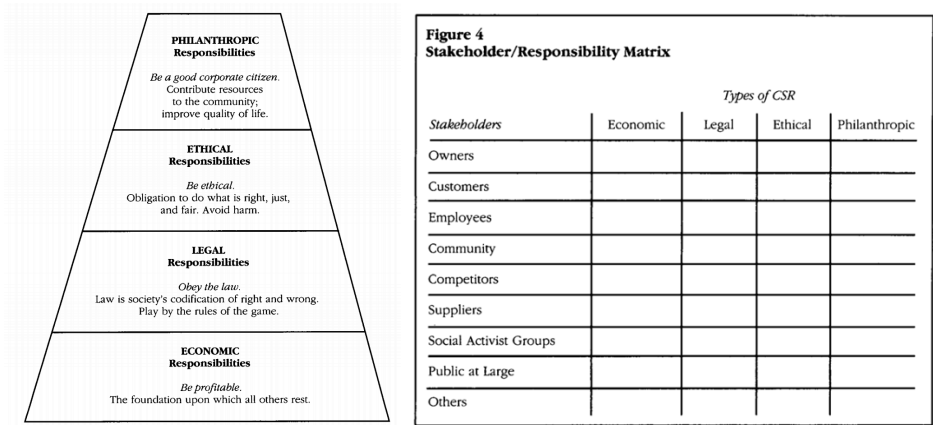 PHILANTHROPIC
Responsibilities
Be a good corporate citizen.
Contribute resources
to the community;
improve quality of life.
ETHICAL
Responsibilities
Be ethical.
Obligation to do what is right, just,
and fair. Avoid harm.
LEGAL
Responsibilities
Obey the law.
Law is society's codification of right and wrong.
Play by the rules of the game.
ECONOMIC
Responsibilities
Be profitable.
The foundation upon which all others rest.
Figure 4
Stakeholder/Responsibility Matrix
Types of CSR
Stakeholders Economic Legal Ethical Philanthropic
Owners
Customers
Employees
Community
Competitors
Suppliers
Social Activist Groups
Public at Large
Others